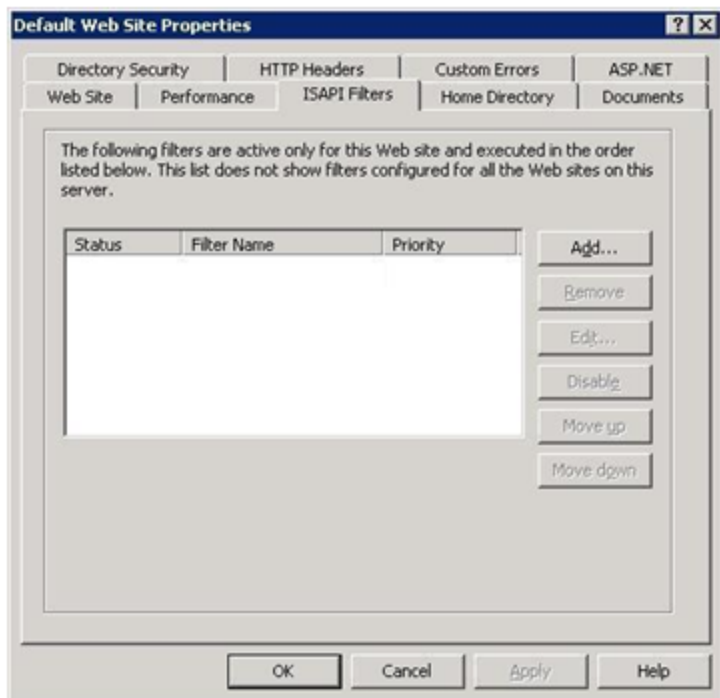 Default Web Site Properties
Directory Security HTTP Headers Custom Errors ASP.NET
Web Site Performance ISAPI Filters Home Directory Documents
The following filters are active only for this Web site and executed in the order
listed below. This list does not show filters configured for all the Web sites on this
server.
Status Filter Name Priority
Add...
Remove
Edit...
Disable
Move up
Move down
OK Cancel Apply Help